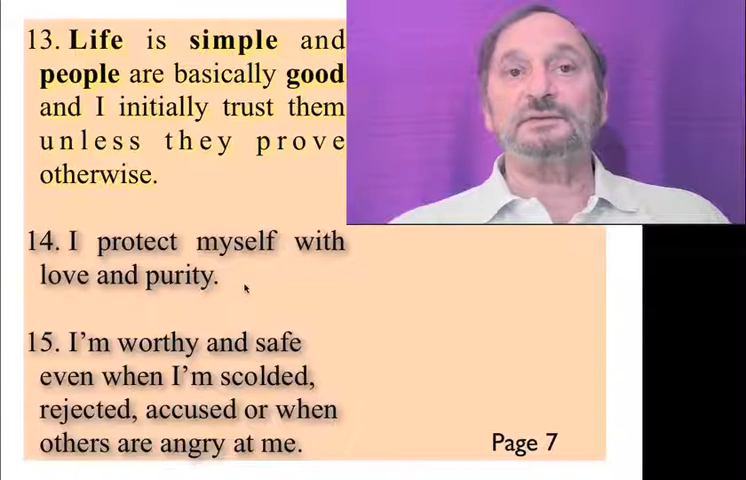 13. Life is simple and
people are basically good
and I initially trust them
unless they prove
otherwise.
14. I protect myself with
love and purity.
15. I'm worthy and safe
even when I'm scolded,
rejected, accused or when
others are angry at me.
Page 7